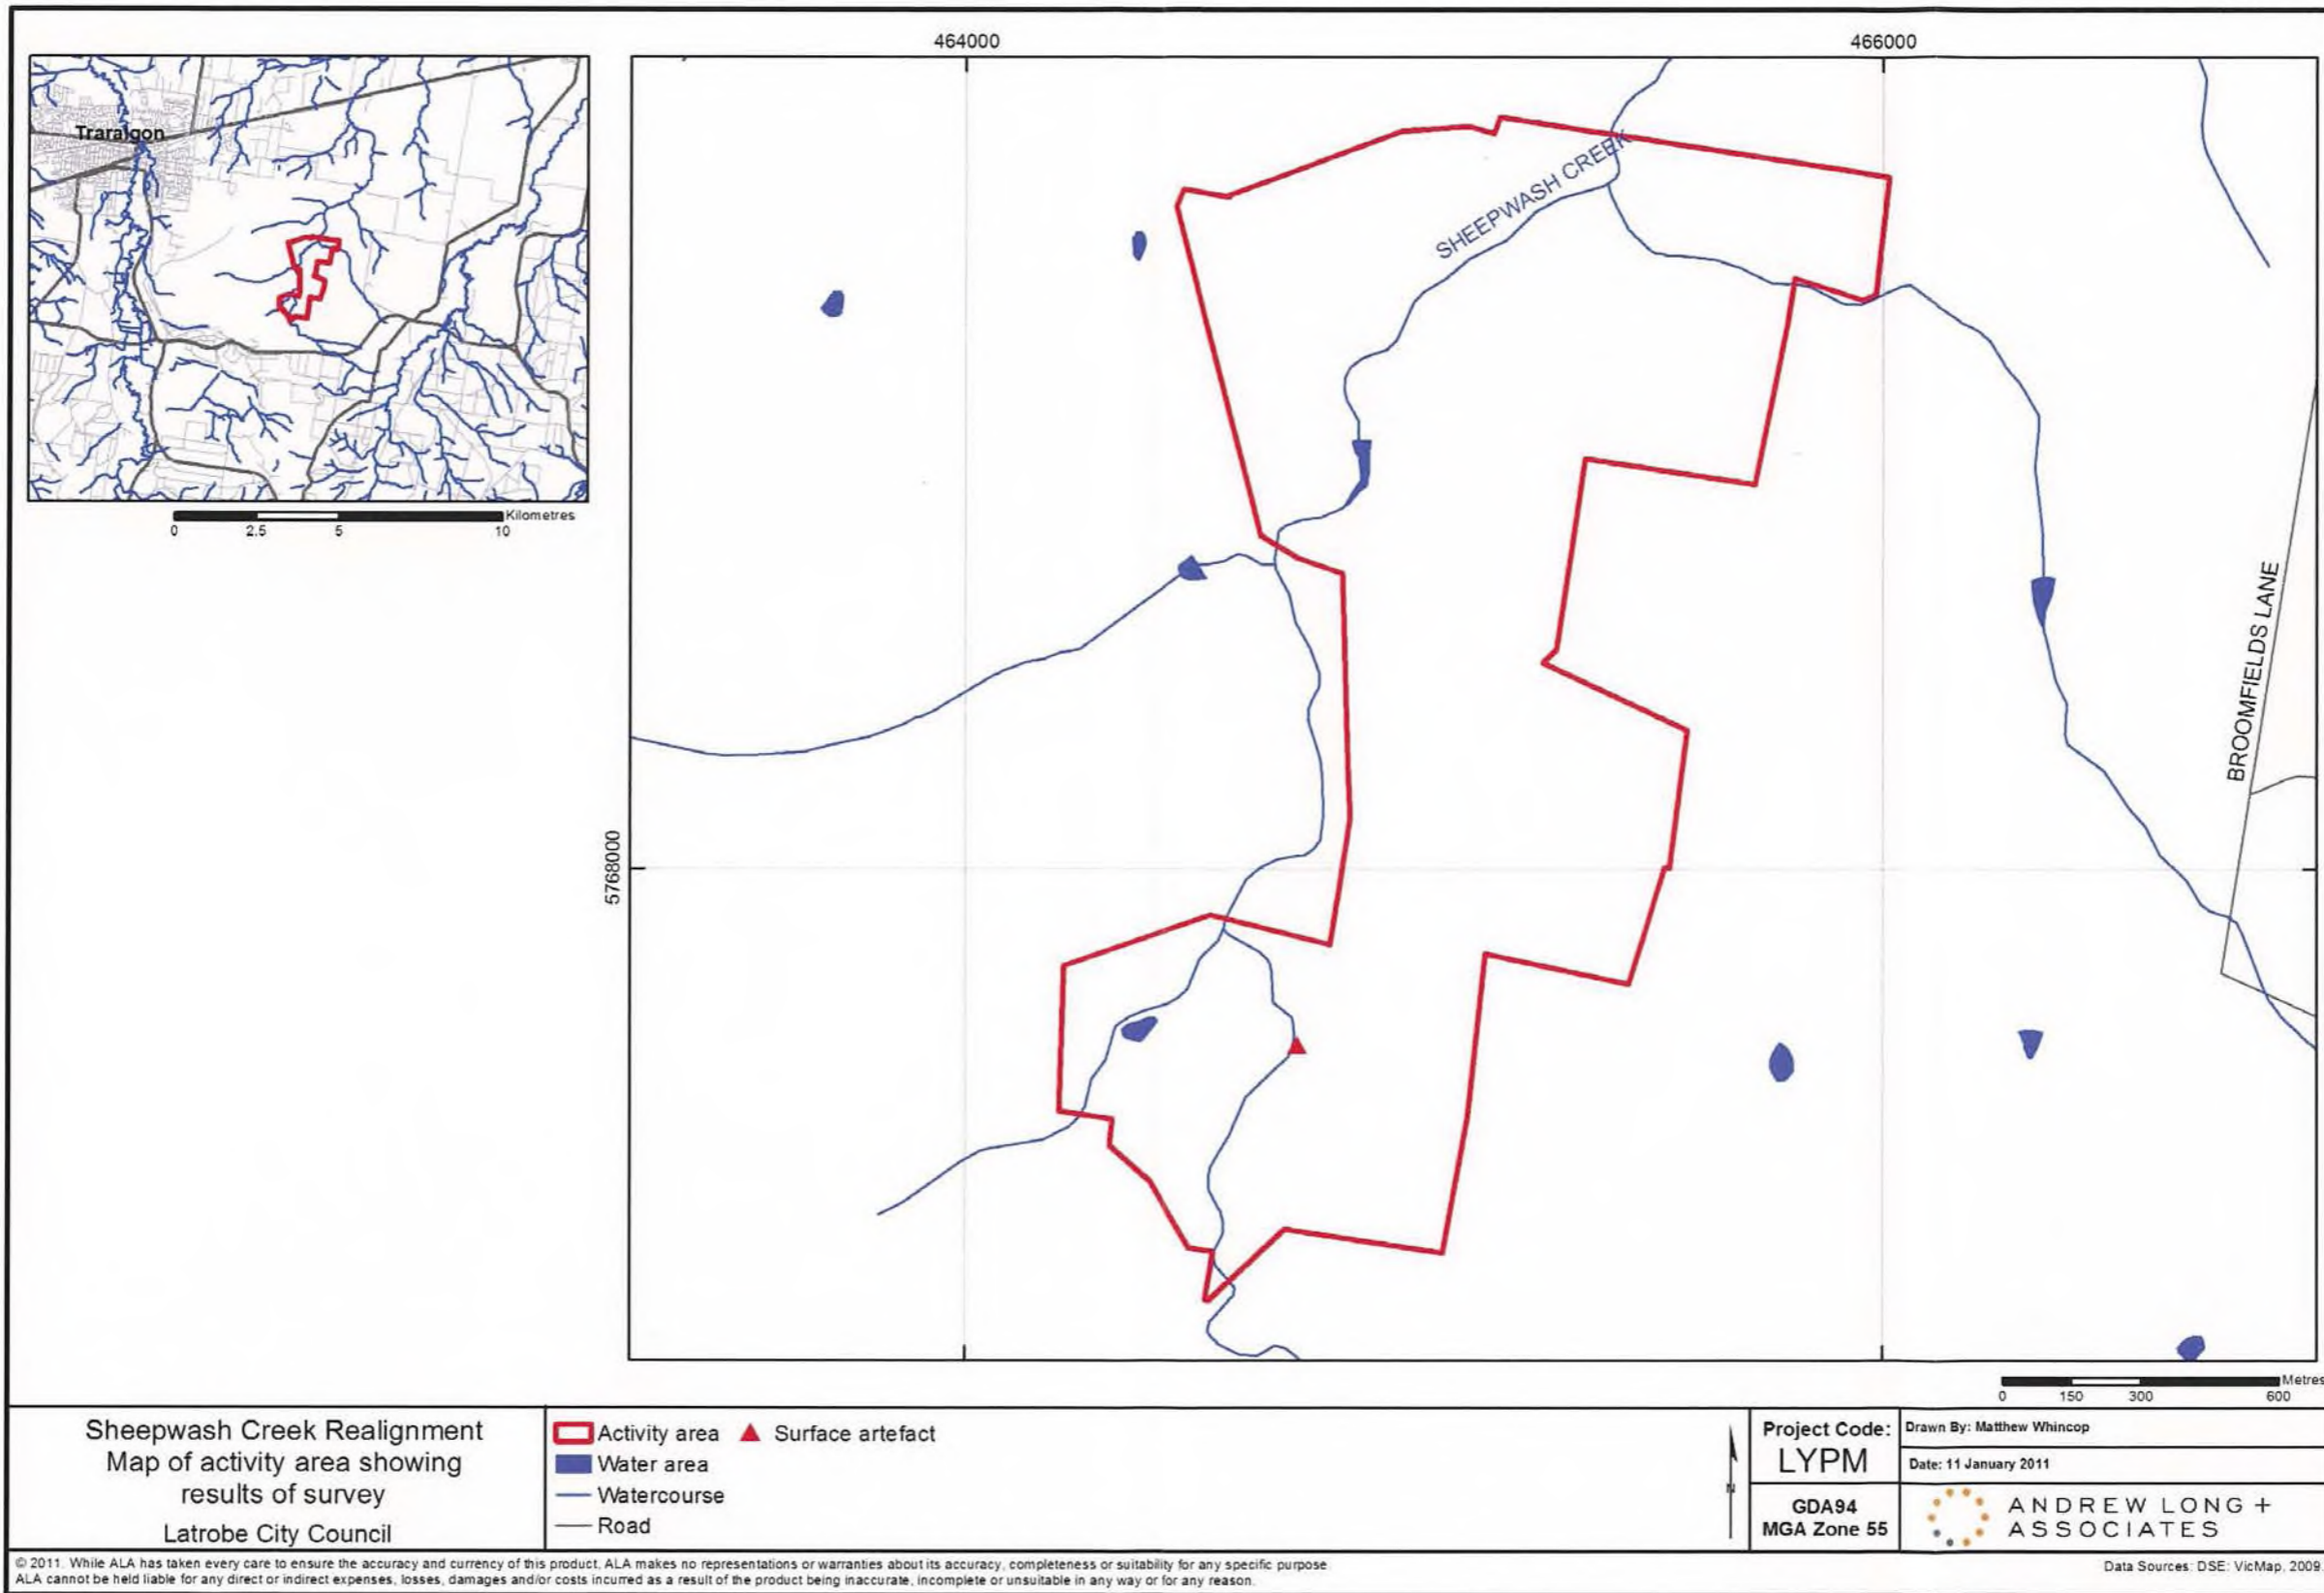 464000
466000
Traralgon
Kilometres
0 2.5 5 10
SHEEPWASH CREEK
BROOMFIELDS LANE
5768000
Metres
0 150 300 600
Sheepwash Creek Realignment
Map of activity area showing
results of survey
Latrobe City Council
Activity area
Surface artefact
Water area
Watercourse
Road
N
Project Code:
LYPM
GDA94
MGA Zone 55
Drawn By: Matthew Whincop
Date: 11 January 2011
ANDREW LONG +
ASSOCIATES
© 2011. While ALA has taken every care to ensure the accuracy and currency of this product, ALA makes no representations or warranties about its accuracy, completeness or suitability for any specific purpose.
ALA cannot be held liable for any direct or indirect expenses, losses, damages and/or costs incurred as a result of the product being inaccurate, incomplete or unsuitable in any way or for any reason.
Data Sources: DSE: VicMap, 2009